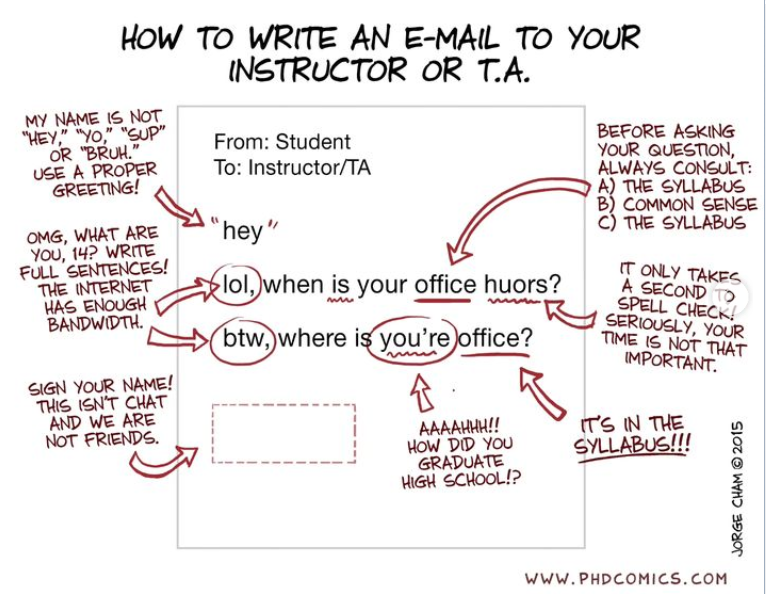 HOW TO WRITE AN E-MAIL TO YOUR
INSTRUCTOR OR T.A.
MY NAME IS NOT
"HEY," "YO," "SUP"
OR "BRUH."
USE A PROPER
GREETING!
OMG, WHAT ARE
YOU, 14? WRITE
FULL SENTENCES!
THE INTERNET
HAS ENOUGH
BANDWIDTH.
SIGN YOUR NAME!
THIS ISN'T CHAT
AND WE ARE
NOT FRIENDS.
From: Student
To: Instructor/TA
"hey"
lol, when is your office huors?
btw, where is you're office?
AAAAHHH!!
HOW DID YOU
GRADUATE
HIGH SCHOOL!?
BEFORE ASKING
YOUR QUESTION,
ALWAYS CONSULT:
A) THE SYLLABUS
B) COMMON SENSE
C) THE SYLLABUS
IT ONLY TAKES
A SECOND TO
SPELL CHECK!
SERIOUSLY, YOUR
TIME IS NOT THAT
IMPORTANT.
IT'S IN THE
SYLLABUS!!!
JORGE CHAM © 2015
WWW.PHDCOMICS.COM